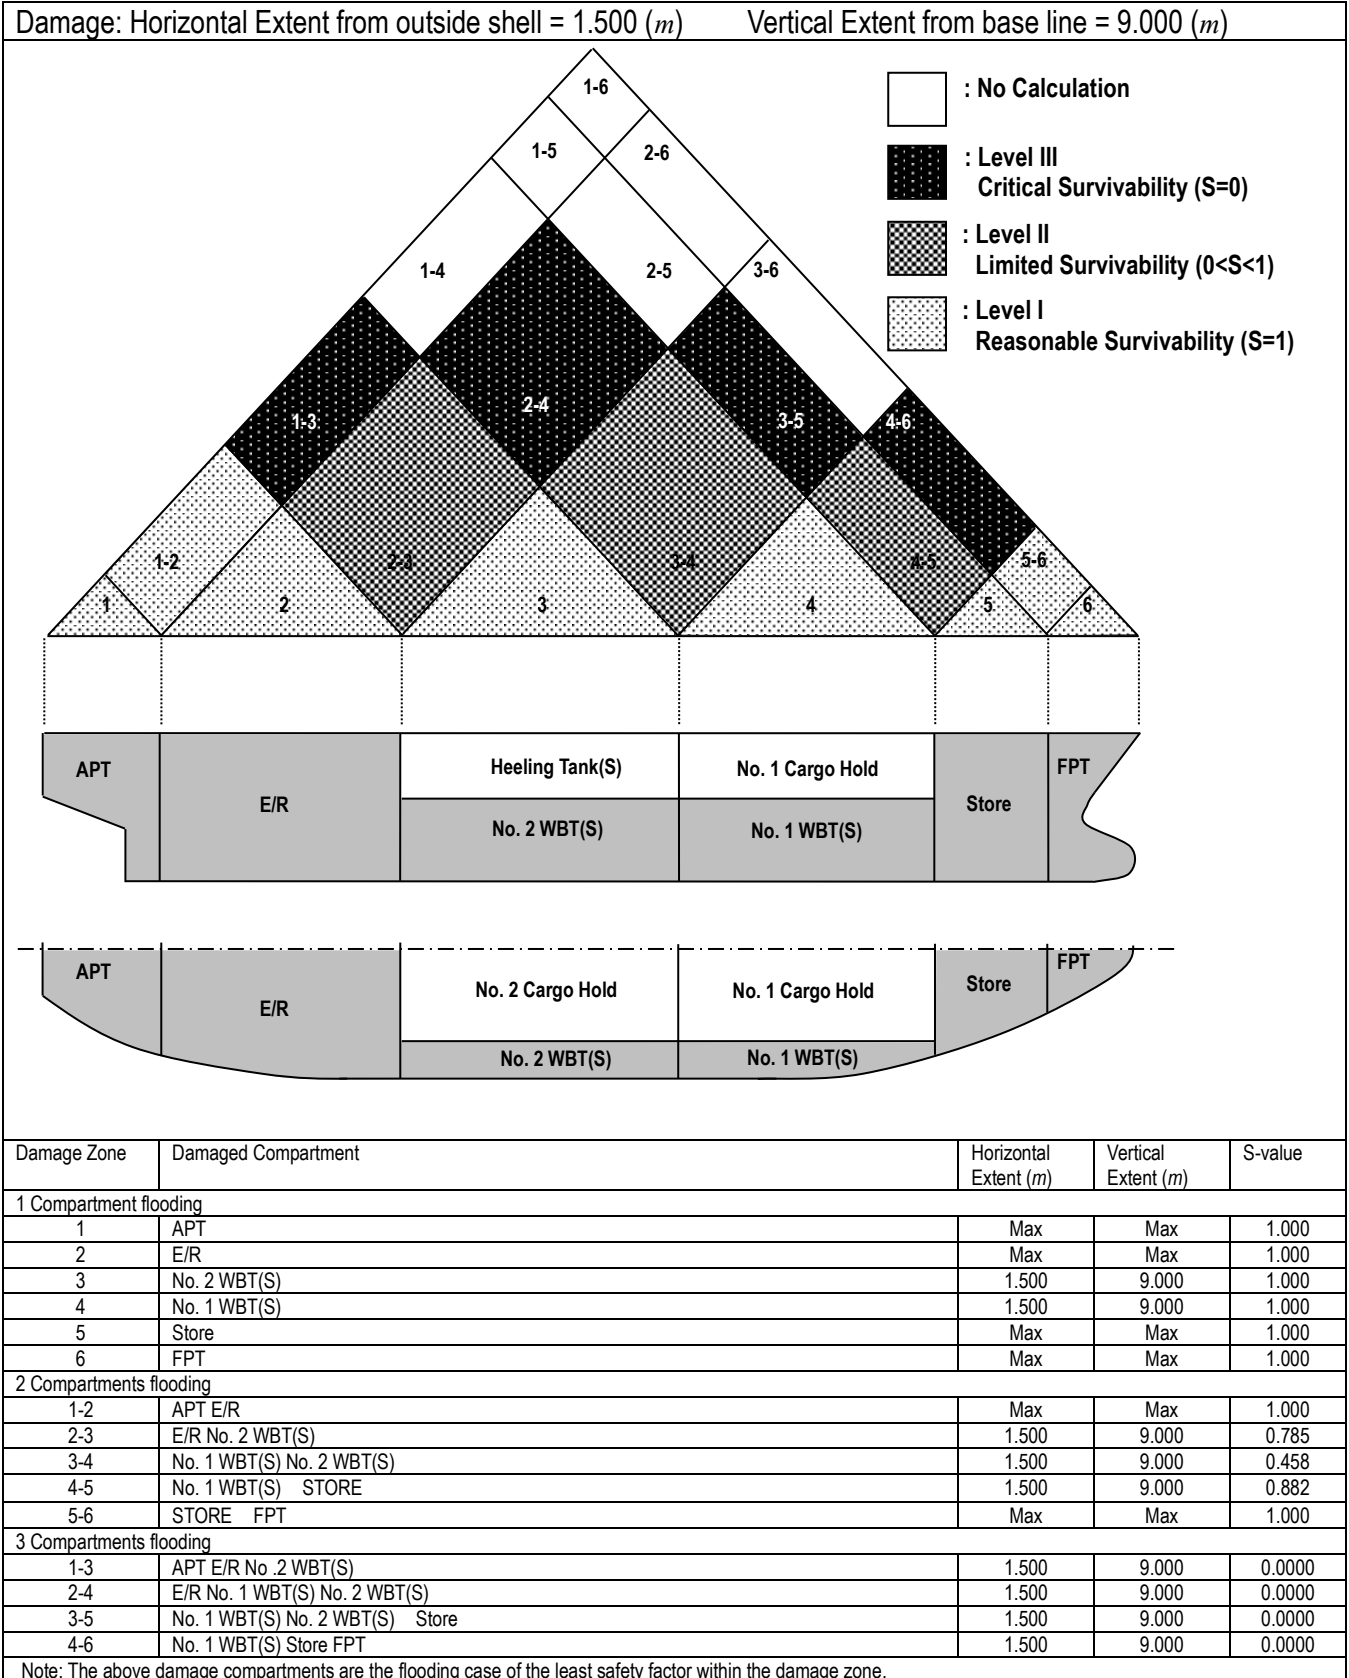 Damage: Horizontal Extent from outside shell = 1.500 (m) Vertical Extent from base line = 9.000 (m)
1-6
: No Calculation
1-5
2-6
: Level III
Critical Survivability (S=0)
: Level II
Limited Survivability (0<S<1)
1-4
2-5
3-6
: Level I
Reasonable Survivability (S=1)
1-3
2-4
3-5
4-6
1-2
2-3
3-4
4-5
5-6
1
2
3
4
5
6
APT
E/R
Heeling Tank(S)
No. 2 WBT(S)
No. 1 Cargo Hold
No. 1 WBT(S)
Store
FPT
APT
E/R
No. 2 Cargo Hold
No. 2 WBT(S)
No. 1 Cargo Hold
No. 1 WBT(S)
Store
FPT
Damage Zone Damaged Compartment Horizontal Extent (m) Vertical Extent (m) S-value
1 Compartment flooding
1 APT Max Max 1.000
2 E/R Max Max 1.000
3 No. 2 WBT(S) 1.500 9.000 1.000
4 No. 1 WBT(S) 1.500 9.000 1.000
5 Store Max Max 1.000
6 FPT Max Max 1.000
2 Compartments flooding
1-2 APT E/R Max Max 1.000
2-3 E/R No. 2 WBT(S) 1.500 9.000 0.785
3-4 No. 1 WBT(S) No. 2 WBT(S) 1.500 9.000 0.458
4-5 No. 1 WBT(S) STORE 1.500 9.000 0.882
5-6 STORE FPT Max Max 1.000
3 Compartments flooding
1-3 APT E/R No .2 WBT(S) 1.500 9.000 0.0000
2-4 E/R No. 1 WBT(S) No. 2 WBT(S) 1.500 9.000 0.0000
3-5 No. 1 WBT(S) No. 2 WBT(S) Store 1.500 9.000 0.0000
4-6 No. 1 WBT(S) Store FPT 1.500 9.000 0.0000
Note: The above damage compartments are the flooding case of the least safety factor within the damage zone.